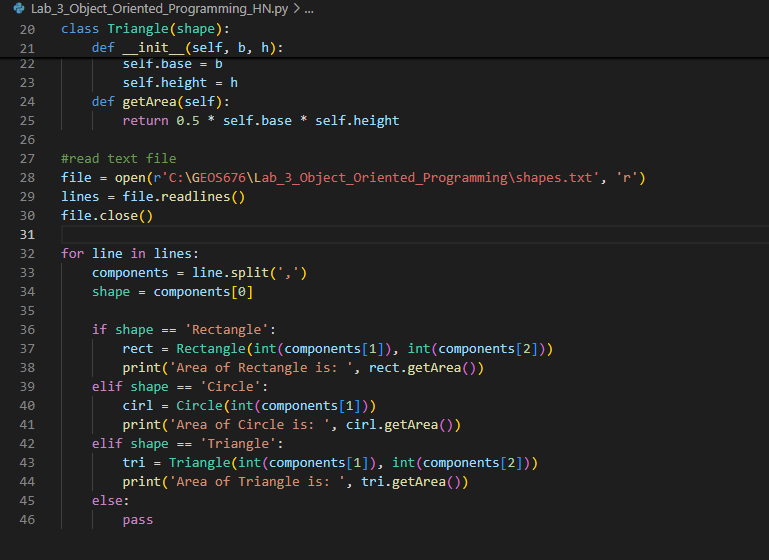 Lab_3_Object_Oriented_Programming_HN.py > ...
20 class Triangle(shape):
21     def __init__(self, b, h):
22         self.base = b
23         self.height = h
24     def getArea(self):
25         return 0.5 * self.base * self.height
26
27 #read text file
28 file = open(r'C:\GEOS676\Lab_3_Object_Oriented_Programming\shapes.txt', 'r')
29 lines = file.readlines()
30 file.close()
31
32 for line in lines:
33     components = line.split(',')
34     shape = components[0]
35
36     if shape == 'Rectangle':
37         rect = Rectangle(int(components[1]), int(components[2]))
38         print('Area of Rectangle is: ', rect.getArea())
39     elif shape == 'Circle':
40         cirl = Circle(int(components[1]))
41         print('Area of Circle is: ', cirl.getArea())
42     elif shape == 'Triangle':
43         tri = Triangle(int(components[1]), int(components[2]))
44         print('Area of Triangle is: ', tri.getArea())
45     else:
46         pass